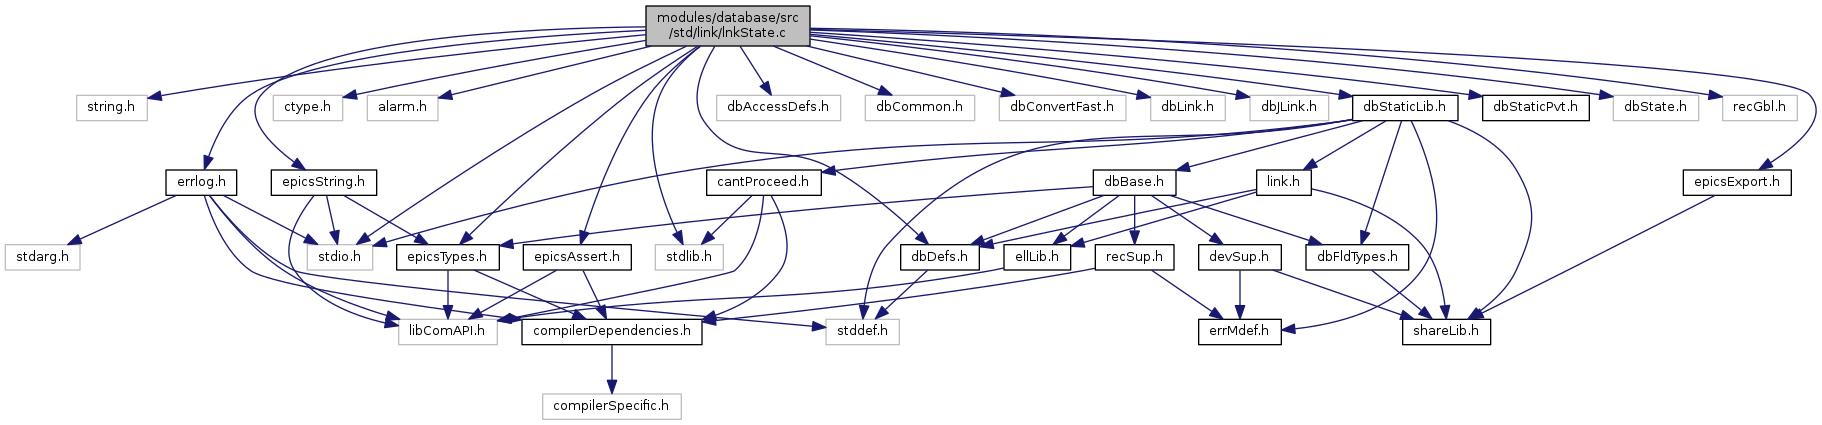 modules/database/src
/std/link/lnkState.c
string.h
ctype.h
alarm.h
dbAccessDefs.h
dbCommon.h
dbConvertFast.h
dbLink.h
dbJLink.h
dbStaticLib.h
dbStaticPvt.h
dbState.h
recGbl.h
errlog.h
epicsString.h
cantProceed.h
dbBase.h
link.h
epicsExport.h
stdarg.h
stdio.h
epicsTypes.h
epicsAssert.h
stdlib.h
dbDefs.h
ellLib.h
recSup.h
devSup.h
dbFldTypes.h
libComAPI.h
compilerDependencies.h
stddef.h
errMdef.h
shareLib.h
compilerSpecific.h